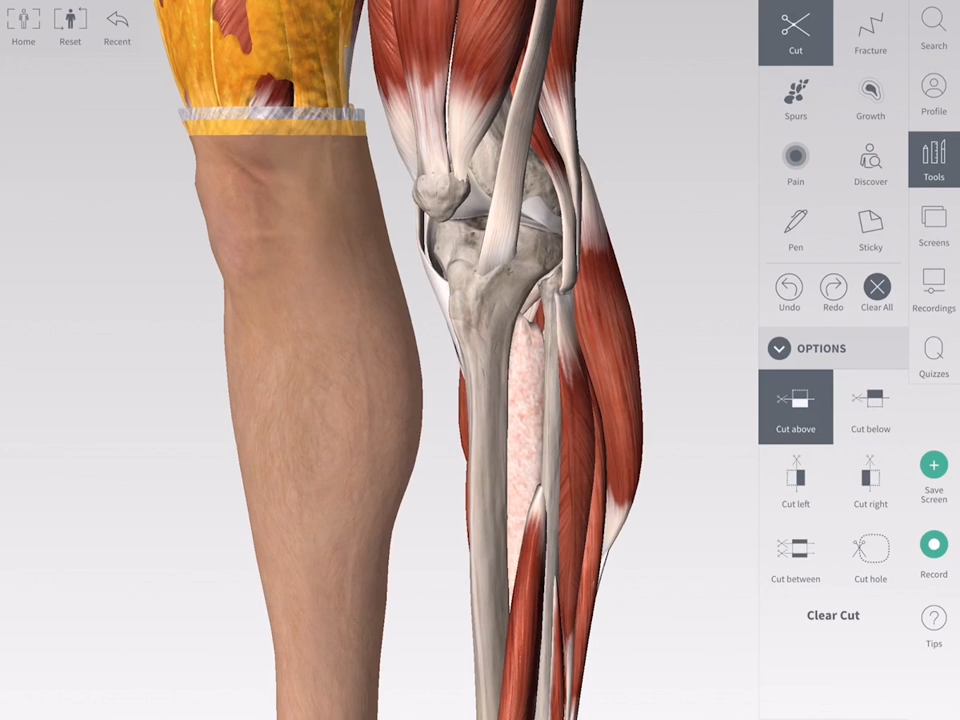 Home
Reset
Recent
Cut
Fracture
Search
Spurs
Growth
Profile
Pain
Discover
Tools
Pen
Sticky
Screens
Undo
Redo
Clear All
Recordings
OPTIONS
Quizzes
Cut above
Cut below
Cut left
Cut right
Save
Screen
Cut between
Cut hole
Record
Clear Cut
Tips